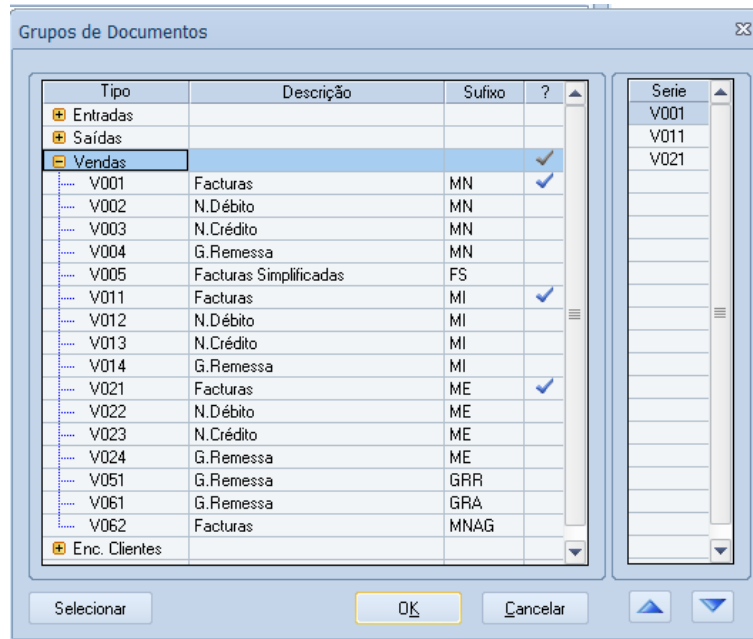 Grupos de Documentos
Tipo Descrição Sufixo ?
Entradas
Saídas
Vendas
V001 Facturas MN
V002 N.Débito MN
V003 N.Crédito MN
V004 G.Remessa MN
V005 Facturas Simplificadas FS
V011 Facturas MI
V012 N.Débito MI
V013 N.Crédito MI
V014 G.Remessa MI
V021 Facturas ME
V022 N.Débito ME
V023 N.Crédito ME
V024 G.Remessa ME
V051 G.Remessa GRR
V061 G.Remessa GRA
V062 Facturas MNAG
Enc. Clientes
Serie
V001
V011
V021
Selecionar OK Cancelar